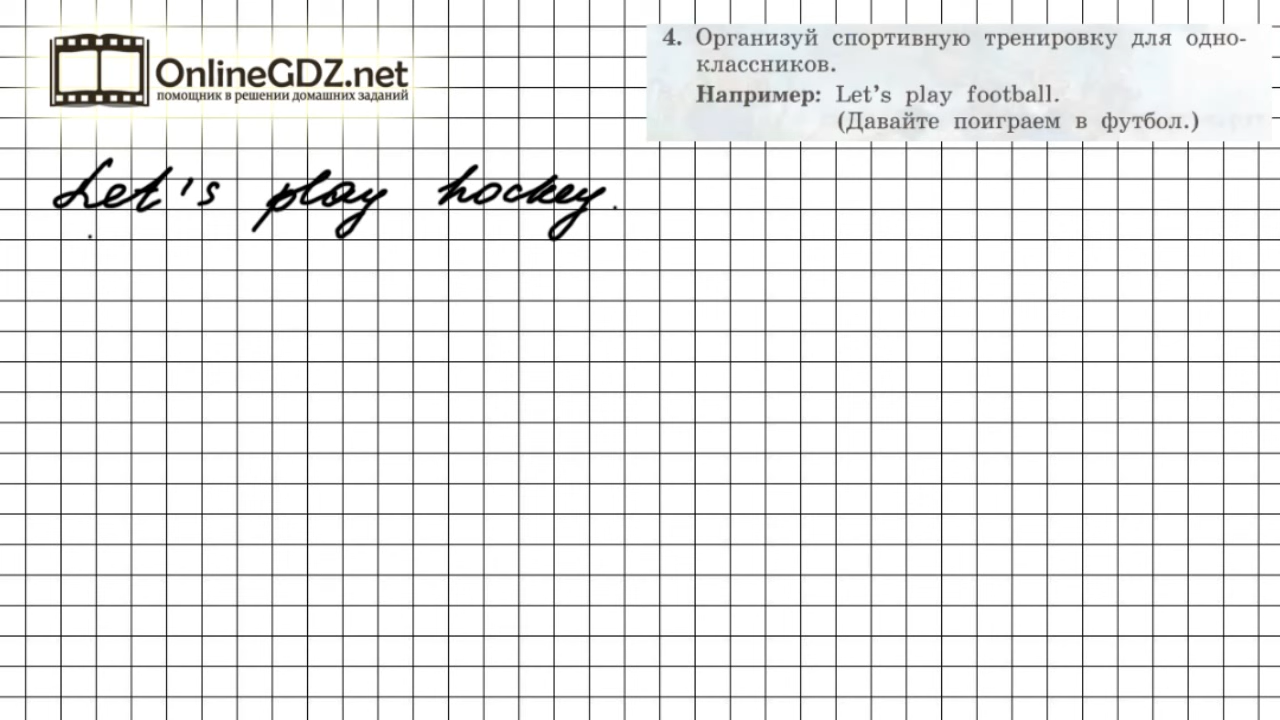 OnlineGDZ.net
помощник в решении домашних заданий
4. Организуй спортивную тренировку для одно-
классников.
Например: Let's play football.
(Давайте поиграем в футбол.)
Let's play hockey.